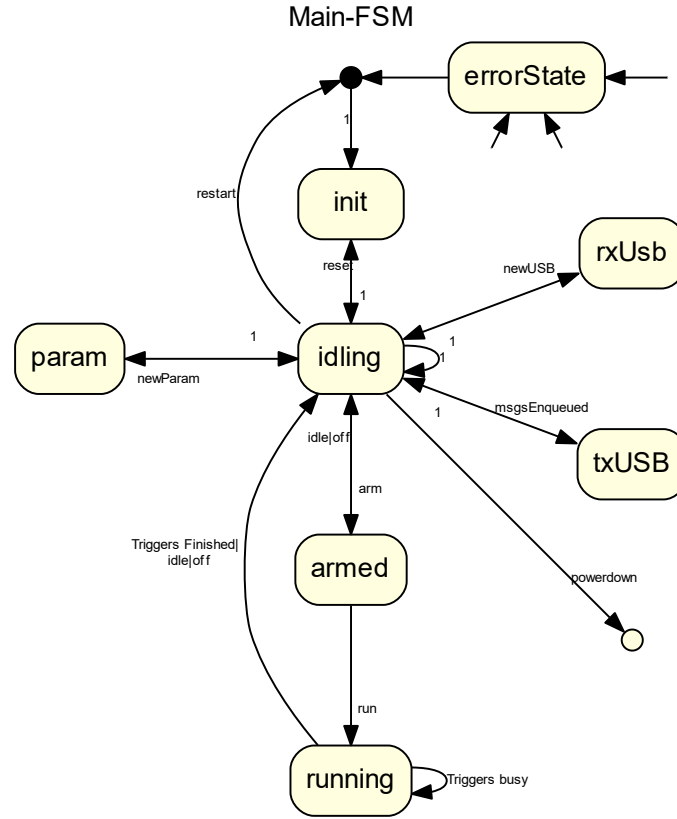 Main-FSM
errorState
1
init
restart
reset
1
rxUsb
newUSB
1
param
1
newParam
idling
1
1
msgsEnqueued
txUSB
idle|off
arm
Triggers Finished|
idle|off
armed
powerdown
run
running
Triggers busy